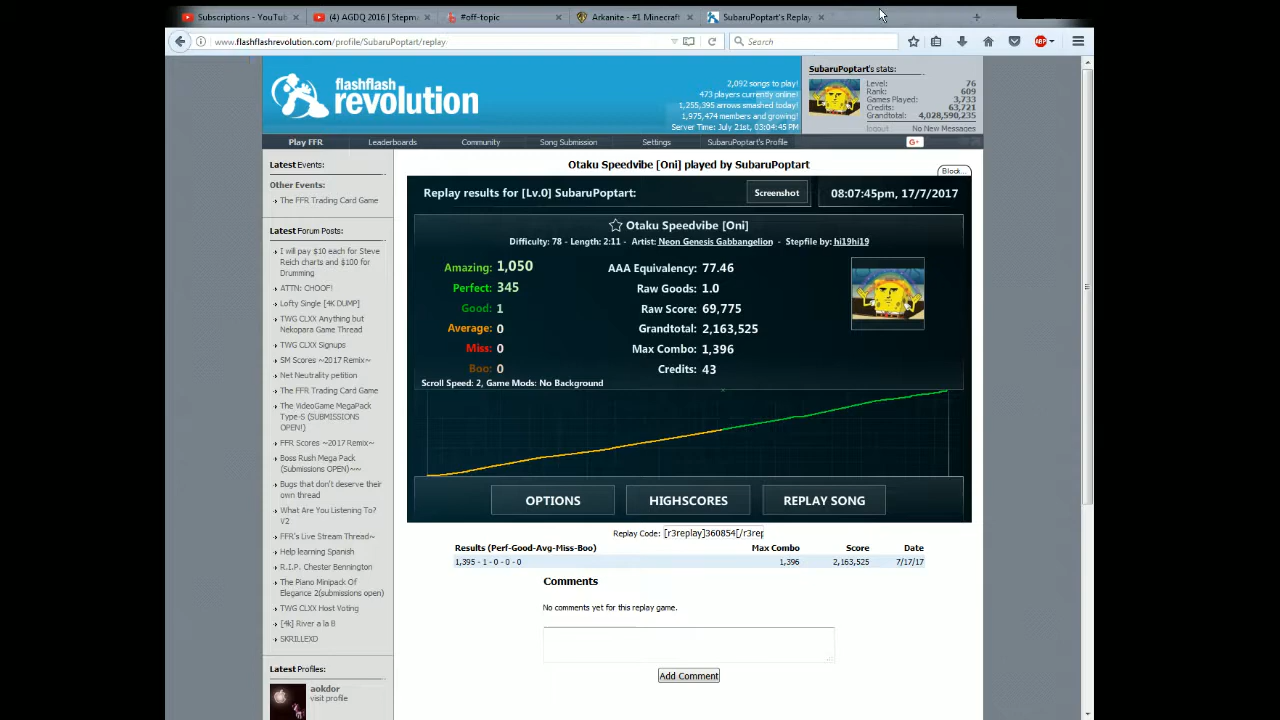 Subscriptions - YouTub
(4) AGDQ 2016 | Stepm
#off-topic
Arkanite - #1 Minecraft
SubaruPoptart's Replay
www.flashflashrevolution.com/profile/SubaruPoptart/replay
Search
ABP
flashflash
revolution
2,092 songs to play!
473 players currently online!
1,255,395 arrows smashed today!
1,975,474 members and growing!
Server Time: July 21st, 03:04:45 PM
SubaruPoptart's stats:
Level: 76
Rank: 609
Games Played: 3,733
Credits: 63,721
Grandtotal: 4,028,590,235
logout
No New Messages
Play FFR
Leaderboards
Community
Song Submission
Settings
SubaruPoptart's Profile
G+
Latest Events:
Other Events:
The FFR Trading Card Game
Latest Forum Posts:
I will pay $10 each for Steve
Reich charts and $100 for
Drumming
ATTN: CHOOF!
Lofty Single [4K DUMP]
TWG CLXX Anything but
Nekopara Game Thread
TWG CLXX Signups
SM Scores ~2017 Remix~
Net Neutrality petition
The FFR Trading Card Game
The VideoGame MegaPack
Type-S (SUBMISSIONS
OPEN!)
FFR Scores ~2017 Remix~
Boss Rush Mega Pack
(Submissions OPEN)~~
Bugs that don't deserve their
own thread
What Are You Listening To?
V2
FFR's Live Stream Thread~
Help learning Spanish
R.I.P. Chester Bennington
The Piano Minipack Of
Elegance 2(submissions open)
TWG CLXX Host Voting
[4k] River a la B
SKRILLEXD
Latest Profiles:
aokdor
visit profile
Otaku Speedvibe [Oni] played by SubaruPoptart
Block...
Replay results for [Lv.0] SubaruPoptart:
Screenshot
08:07:45pm, 17/7/2017
Otaku Speedvibe [Oni]
Difficulty: 78 - Length: 2:11 - Artist: Neon Genesis Gabbangelion - Stepfile by: hi19hi19
Amazing: 1,050
Perfect: 345
Good: 1
Average: 0
Miss: 0
Boo: 0
AAA Equivalency: 77.46
Raw Goods: 1.0
Raw Score: 69,775
Grandtotal: 2,163,525
Max Combo: 1,396
Credits: 43
Scroll Speed: 2, Game Mods: No Background
OPTIONS
HIGHSCORES
REPLAY SONG
Replay Code: [r3replay]360854[/r3rep
Results (Perf-Good-Avg-Miss-Boo) Max Combo Score Date
1,395 - 1 - 0 - 0 - 0 1,396 2,163,525 7/17/17
Comments
No comments yet for this replay game.
Add Comment